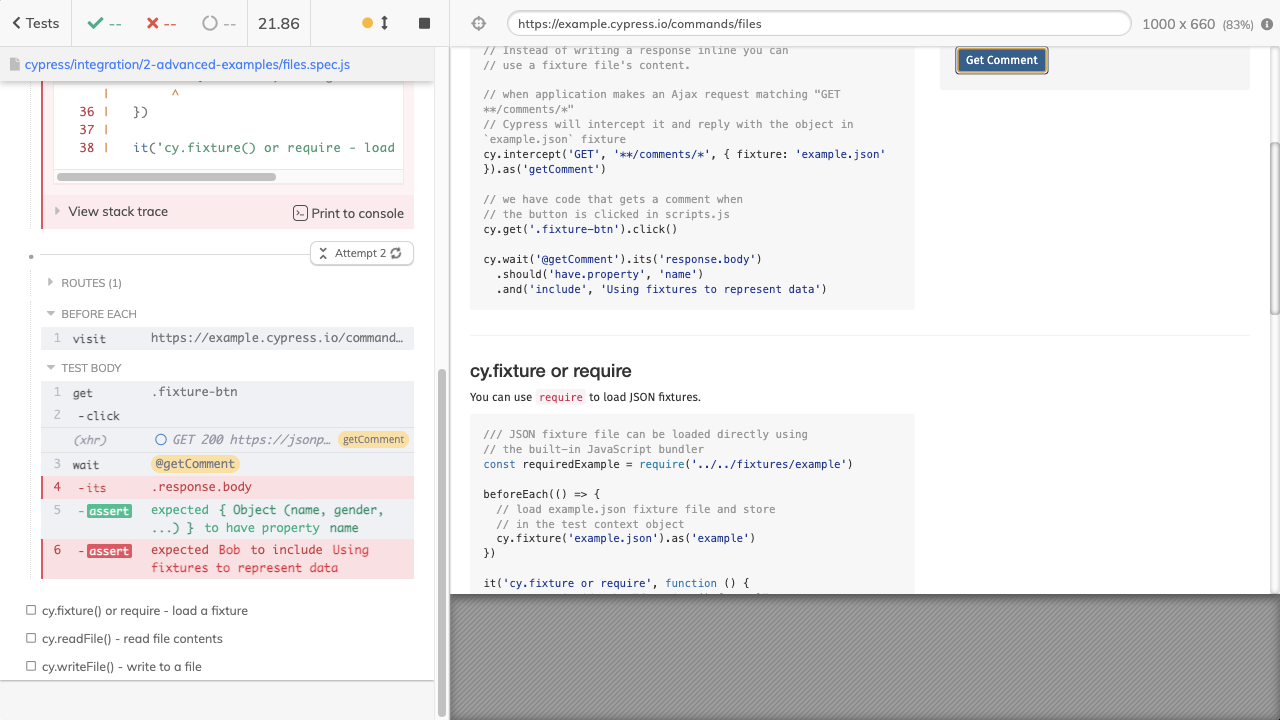 Tests
--
--
--
21.86
https://example.cypress.io/commands/files
1000 x 660 (83%)
cypress/integration/2-advanced-examples/files.spec.js
| ^
36 | })
37 |
38 | it('cy.fixture() or require - load
View stack trace
Print to console
Attempt 2
ROUTES (1)
BEFORE EACH
1 visit https://example.cypress.io/command…
TEST BODY
1 get .fixture-btn
2 -click
(xhr) GET 200 https://jsonp… getComment
3 wait @getComment
4 -its .response.body
5 -assert expected { Object (name, gender,
...) } to have property name
6 -assert expected Bob to include Using
fixtures to represent data
cy.fixture() or require - load a fixture
cy.readFile() - read file contents
cy.writeFile() - write to a file
// Instead of writing a response inline you can
// use a fixture file's content.
// when application makes an Ajax request matching "GET
**/comments/*"
// Cypress will intercept it and reply with the object in
`example.json` fixture
cy.intercept('GET', '**/comments/*', { fixture: 'example.json'
}).as('getComment')
// we have code that gets a comment when
// the button is clicked in scripts.js
cy.get('.fixture-btn').click()
cy.wait('@getComment').its('response.body')
.should('have.property', 'name')
.and('include', 'Using fixtures to represent data')
Get Comment
cy.fixture or require
You can use require to load JSON fixtures.
/// JSON fixture file can be loaded directly using
// the built-in JavaScript bundler
const requiredExample = require('../../fixtures/example')
beforeEach(() => {
// load example.json fixture file and store
// in the test context object
cy.fixture('example.json').as('example')
})
it('cy.fixture or require', function () {